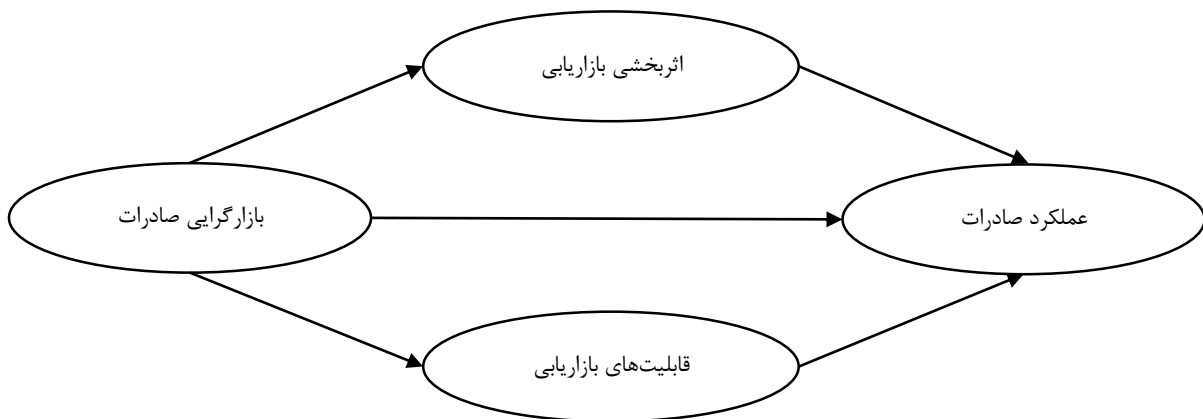 اثربخشی بازاریابی
بازارگرایی صادرات
عملکرد صادرات
قابلیت‌های بازاریابی